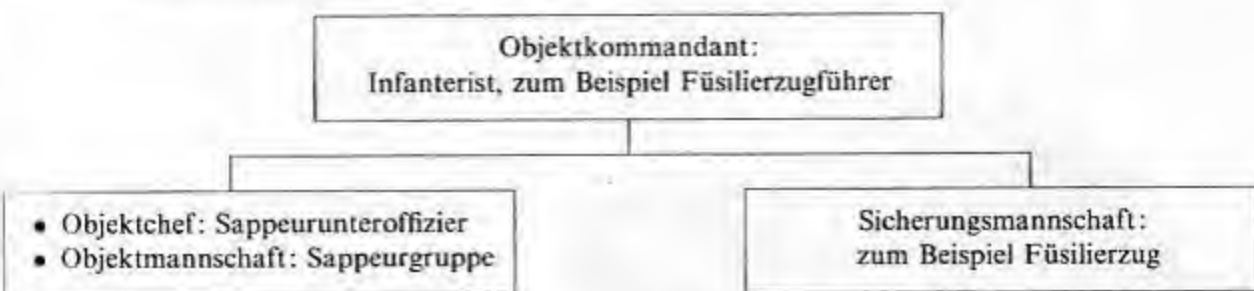 Objektkommandant:
Infanterist, zum Beispiel Füsilierzugführer
• Objektchef: Sappeurunteroffizier
• Objektmannschaft: Sappeurgruppe
Sicherungsmannschaft:
zum Beispiel Füsilierzug